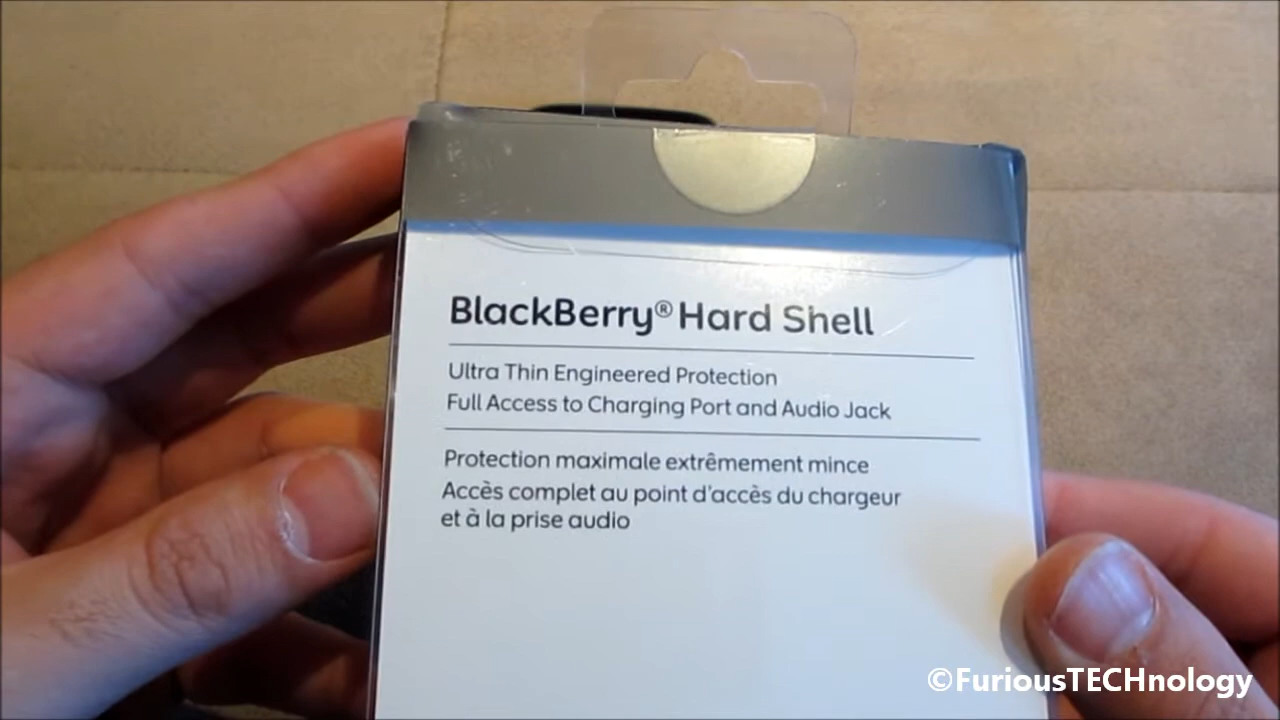 BlackBerry® Hard Shell
Ultra Thin Engineered Protection
Full Access to Charging Port and Audio Jack
Protection maximale extrêmement mince
Accès complet au point d'accès du chargeur
et à la prise audio
©FuriousTECHnology